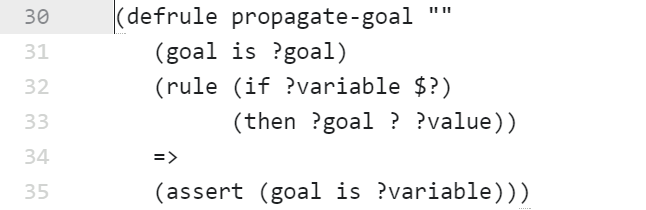 30 (defrule propagate-goal ""
31 (goal is ?goal)
32 (rule (if ?variable $?)
33 (then ?goal ? ?value))
34 =>
35 (assert (goal is ?variable)))